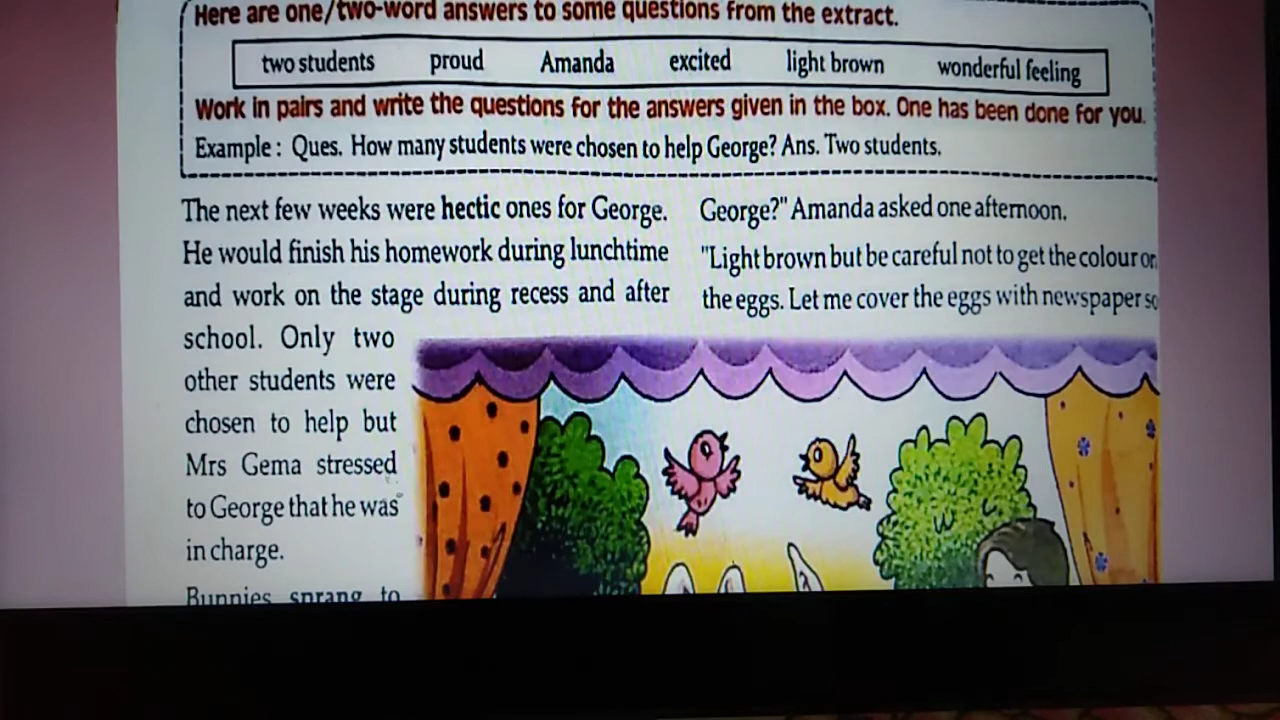 Here are one/two-word answers to some questions from the extract.
two students proud Amanda excited light brown wonderful feeling
Work in pairs and write the questions for the answers given in the box. One has been done for you.
Example : Ques. How many students were chosen to help George? Ans. Two students.
The next few weeks were hectic ones for George.
He would finish his homework during lunchtime
and work on the stage during recess and after
school. Only two
other students were
chosen to help but
Mrs Gema stressed
to George that he was
in charge.
Bunnies sprang to
George?" Amanda asked one afternoon.
"Light brown but be careful not to get the colour on
the eggs. Let me cover the eggs with newspaper so